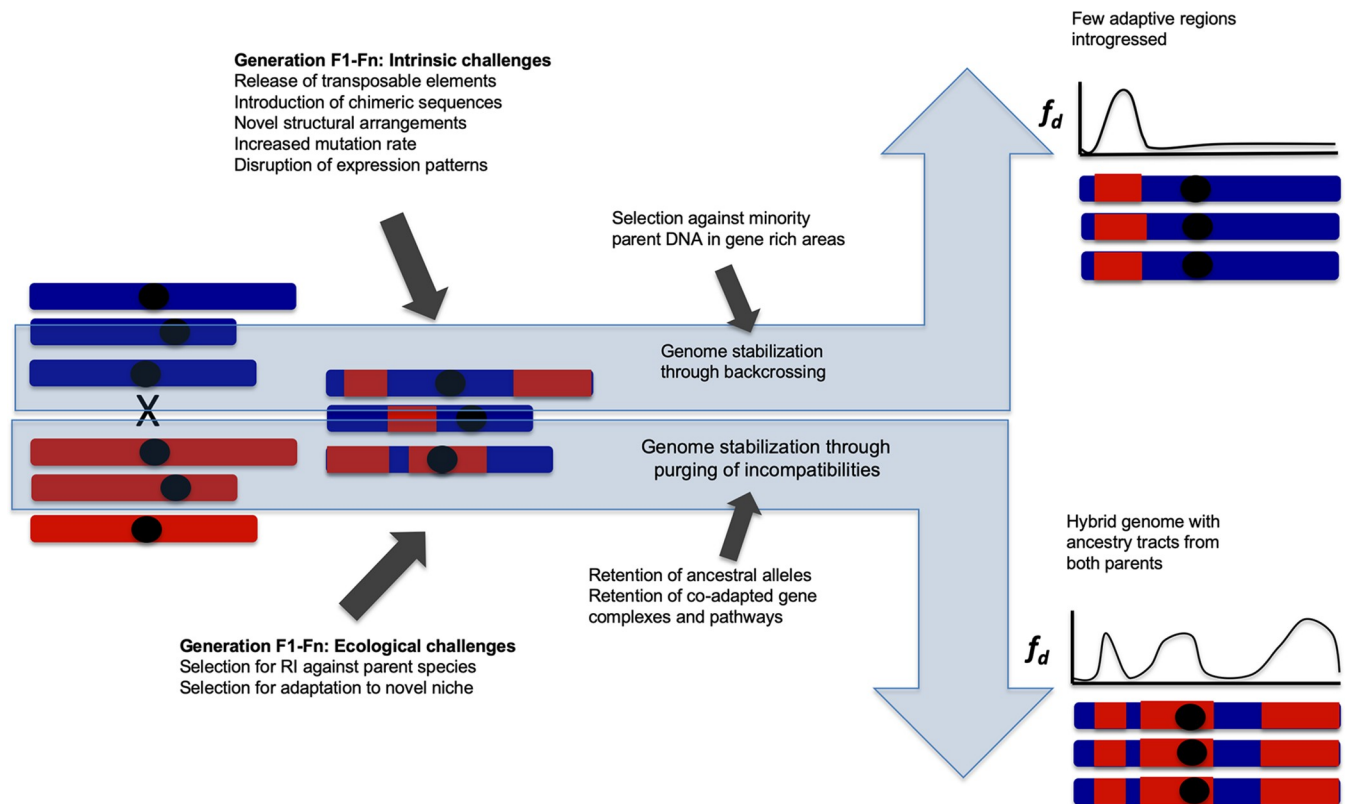 Few adaptive regions
introgressed
Generation F1-Fn: Intrinsic challenges
Release of transposable elements
Introduction of chimeric sequences
Novel structural arrangements
Increased mutation rate
Disruption of expression patterns
fd
Selection against minority
parent DNA in gene rich areas
Genome stabilization
through backcrossing
X
Genome stabilization through
purging of incompatibilities
Hybrid genome with
ancestry tracts from
both parents
Retention of ancestral alleles
Retention of co-adapted gene
complexes and pathways
fd
Generation F1-Fn: Ecological challenges
Selection for RI against parent species
Selection for adaptation to novel niche